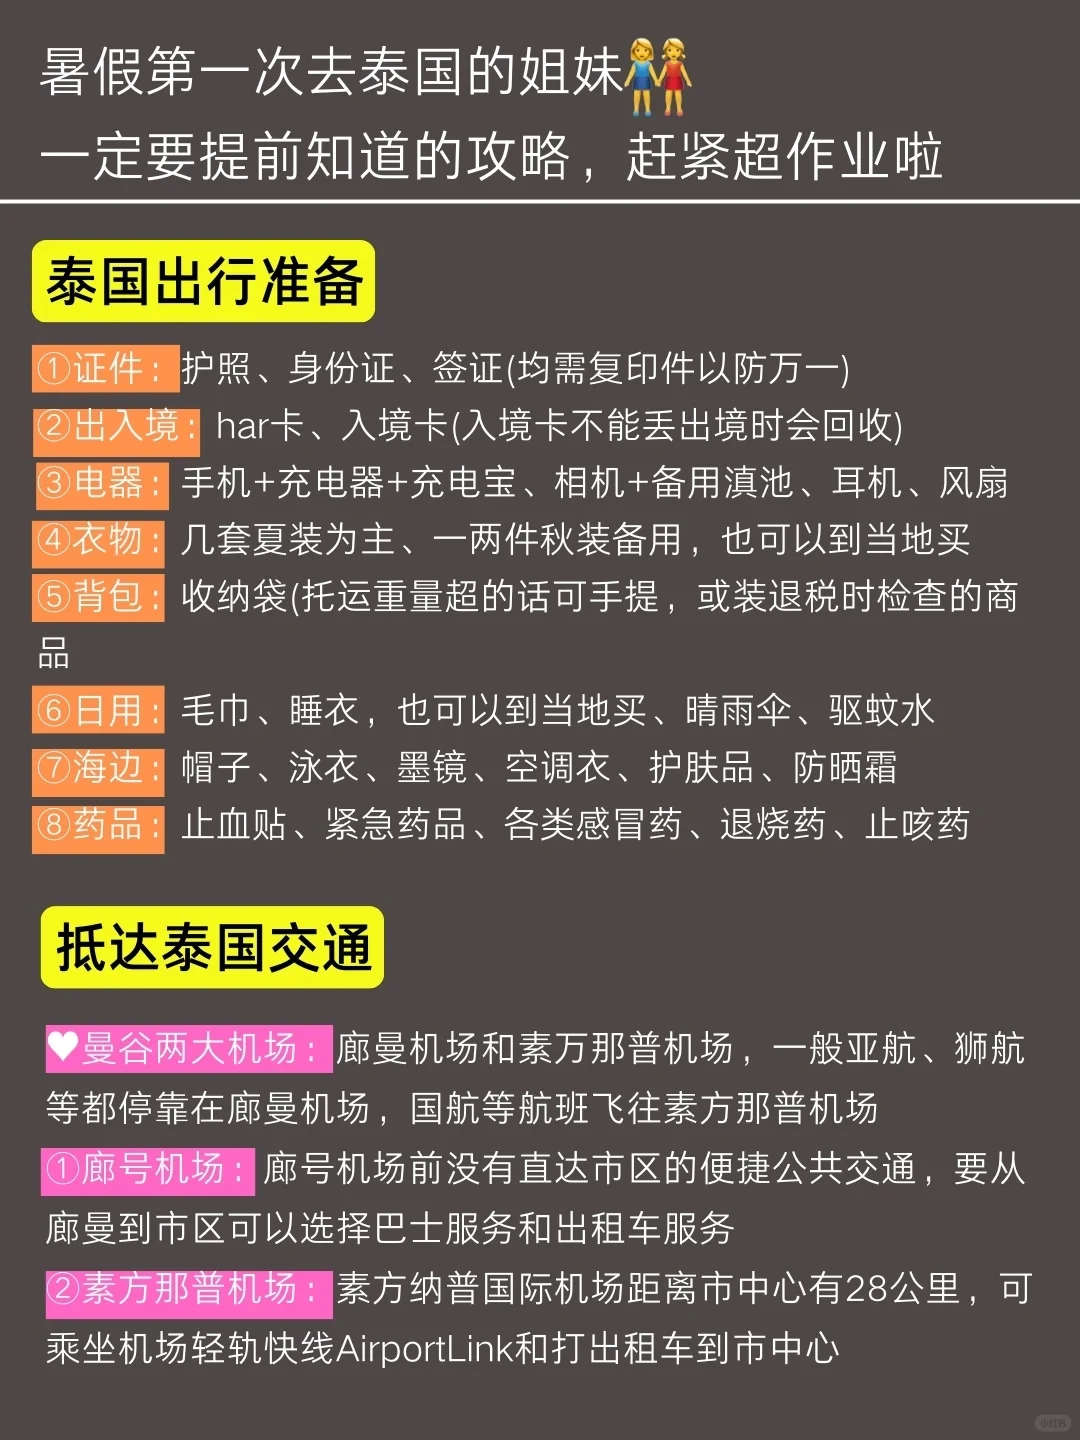 暑假第一次去泰国的姐妹👭
一定要提前知道的攻略，赶紧超作业啦
泰国出行准备
①证件：护照、身份证、签证(均需复印件以防万一)
②出入境：har卡、入境卡(入境卡不能丢出境时会回收)
③电器：手机+充电器+充电宝、相机+备用滇池、耳机、风扇
④衣物：几套夏装为主、一两件秋装备用，也可以到当地买
⑤背包：收纳袋(托运重量超的话可手提，或装退税时检查的商
品
⑥日用：毛巾、睡衣，也可以到当地买、晴雨伞、驱蚊水
⑦海边：帽子、泳衣、墨镜、空调衣、护肤品、防晒霜
⑧药品：止血贴、紧急药品、各类感冒药、退烧药、止咳药
抵达泰国交通
♥曼谷两大机场：廊曼机场和素万那普机场，一般亚航、狮航
等都停靠在廊曼机场，国航等航班飞往素方那普机场
①廊号机场：廊号机场前没有直达市区的便捷公共交通，要从
廊曼到市区可以选择巴士服务和出租车服务
②素方那普机场：素方纳普国际机场距离市中心有28公里，可
乘坐机场轻轨快线AirportLink和打出租车到市中心
小红书